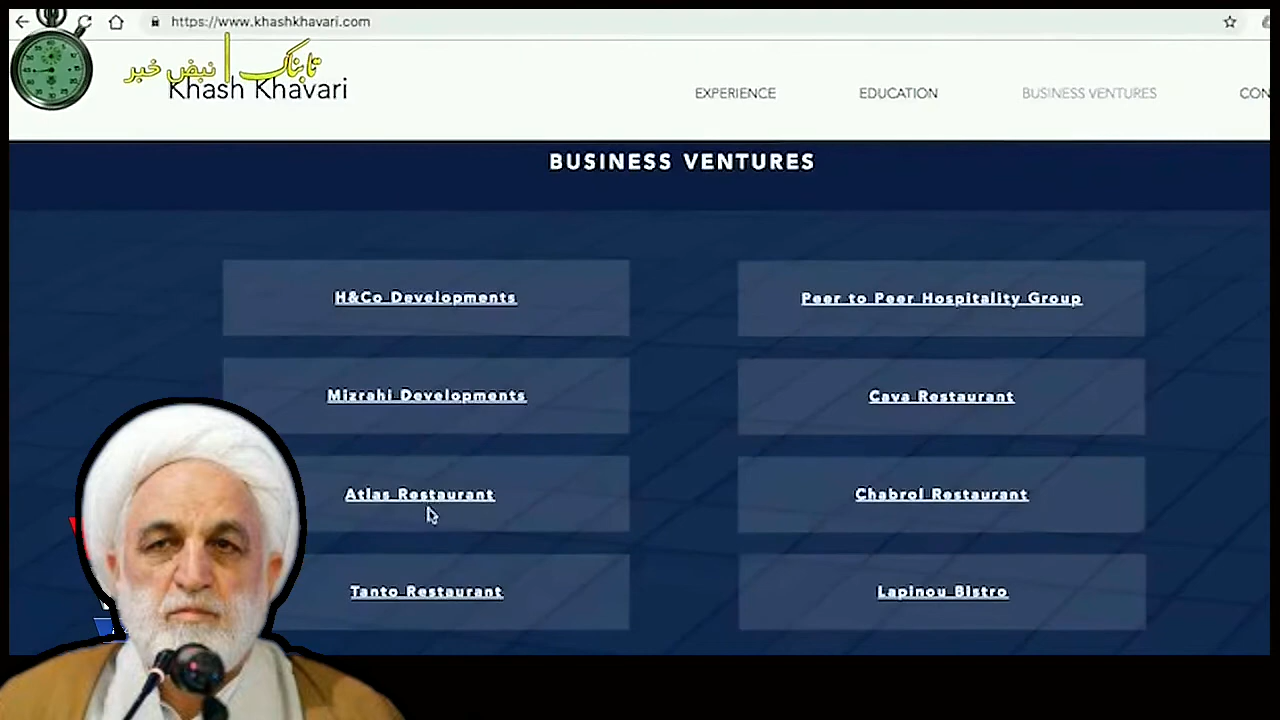 https://www.khashkhavari.com
تابناک | نبض خبر
Khash Khavari
EXPERIENCE
EDUCATION
BUSINESS VENTURES
CON
BUSINESS VENTURES
H&Co Developments
Peer to Peer Hospitality Group
Mizrahi Developments
Cava Restaurant
Atlas Restaurant
Chabrol Restaurant
Tanto Restaurant
Lapinou Bistro